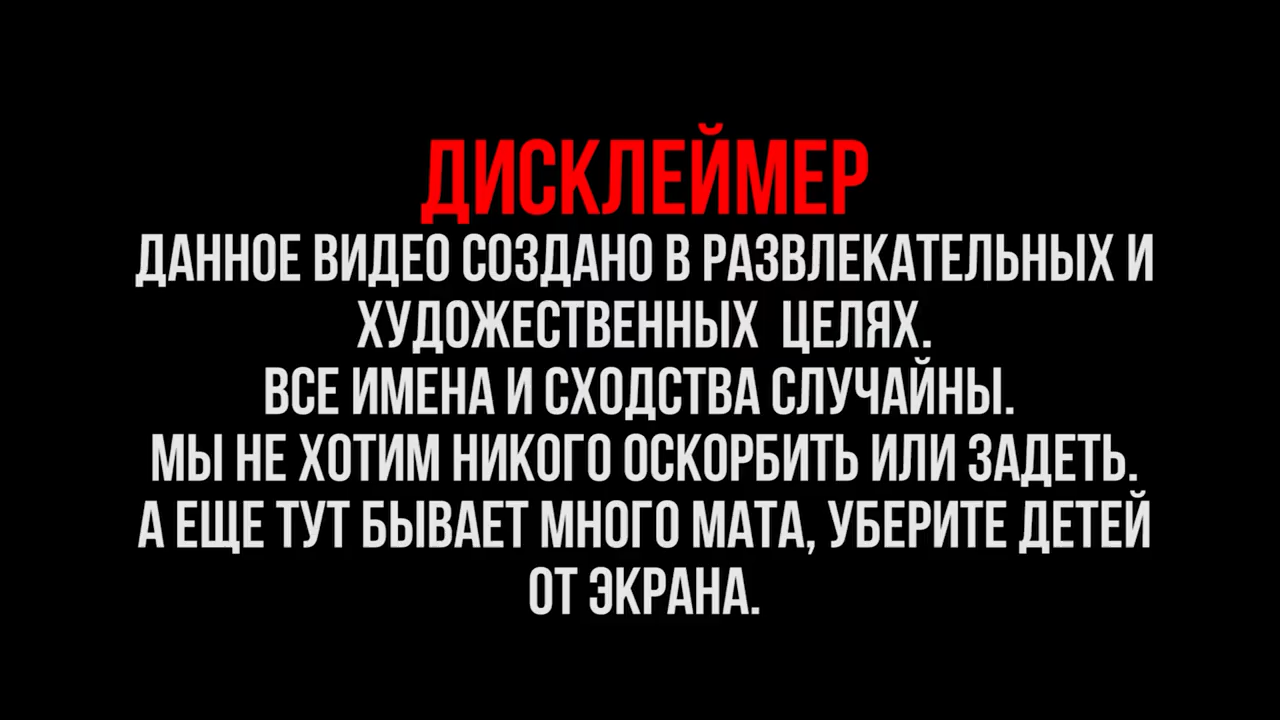 ДИСКЛЕЙМЕР
ДАННОЕ ВИДЕО СОЗДАНО В РАЗВЛЕКАТЕЛЬНЫХ И
ХУДОЖЕСТВЕННЫХ ЦЕЛЯХ.
ВСЕ ИМЕНА И СХОДСТВА СЛУЧАЙНЫ.
МЫ НЕ ХОТИМ НИКОГО ОСКОРБИТЬ ИЛИ ЗАДЕТЬ.
А ЕЩЕ ТУТ БЫВАЕТ МНОГО МАТА, УБЕРИТЕ ДЕТЕЙ
ОТ ЭКРАНА.